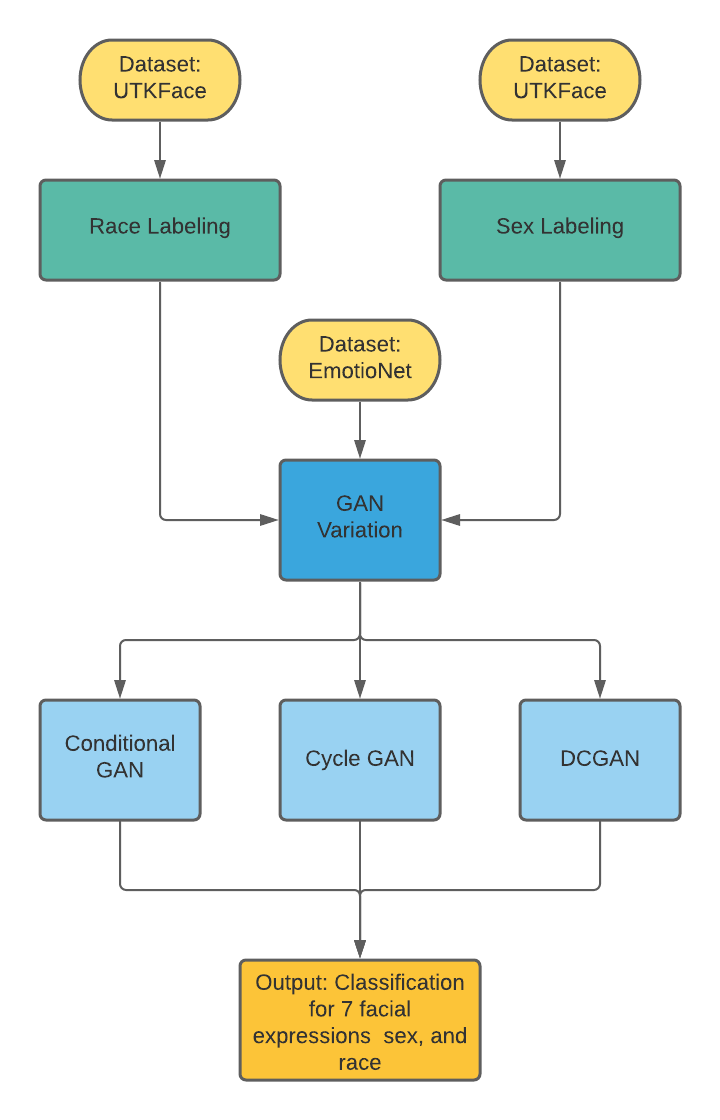 Dataset:
UTKFace
Dataset:
UTKFace
Race Labeling
Sex Labeling
Dataset:
EmotioNet
GAN
Variation
Conditional
GAN
Cycle GAN
DCGAN
Output: Classification
for 7 facial
expressions  sex, and
race